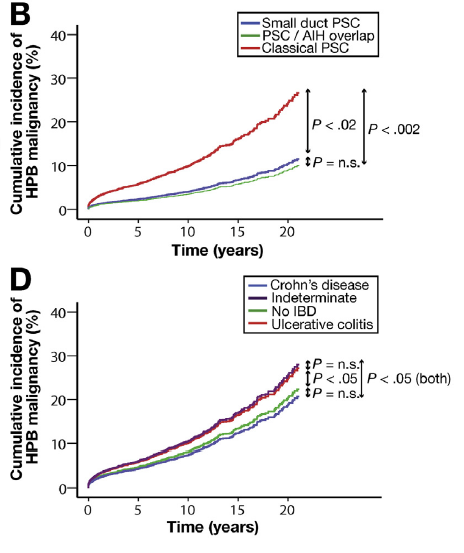 B
Small duct PSC
PSC / AIH overlap
Classical PSC
Cumulative incidence of
HPB malignancy (%)
40
30
20
10
0
P < .02
P < .002
P = n.s.
0 5 10 15 20
Time (years)
D
Crohn's disease
Indeterminate
No IBD
Ulcerative colitis
Cumulative incidence of
HPB malignancy (%)
40
30
20
10
0
P = n.s.
P < .05
P < .05 (both)
P = n.s.
0 5 10 15 20
Time (years)